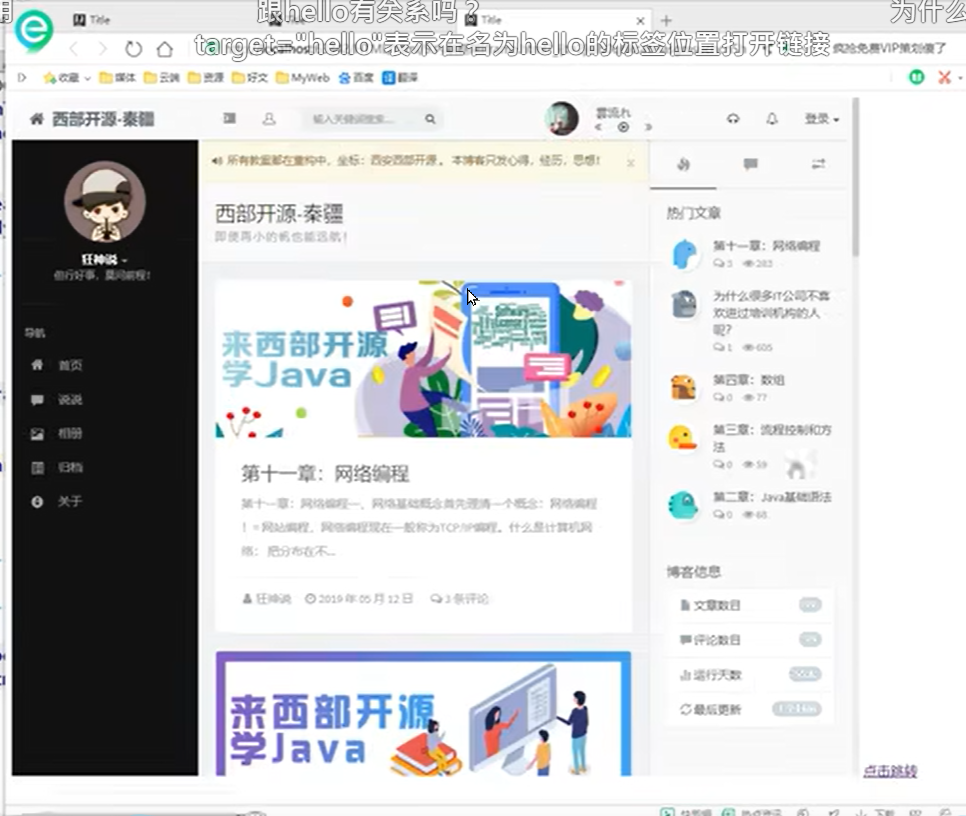 Title
跟hello有关系吗？
Title
为什么
target="hello"表示在名为hello的标签位置打开链接
疯抢免费VIP策划傻了
收藏
媒体
云端
资源
好文
MyWeb
百度
翻译
西部开源-秦疆
输入关键词搜索...
登录
所有教室都在重构中，坐标：西安西部开源。本博客只发心得，经历，思想！
西部开源-秦疆
即使再小的帆也能远航！
狂神说
但行好事，莫问前程！
导航
首页
说说
相册
归档
关于
来西部开源
学Java
第十一章：网络编程
第十一章：网络编程一、网络基础概念首先理清一个概念：网络编程
！= 网站编程，网络编程现在一般称为TCP/IP编程。什么是计算机网
络： 把分布在不...
狂神说
2019 年 05 月 12 日
3 条评论
来西部开源
学Java
热门文章
第十一章：网络编程
3
283
为什么很多IT公司不喜
欢进过培训机构的人
呢?
1
605
第四章：数组
0
77
第三章：流程控制和方
法
0
59
第二章：Java基础语法
0
68
博客信息
文章数目
评论数目
运行天数
最后更新
点击跳转